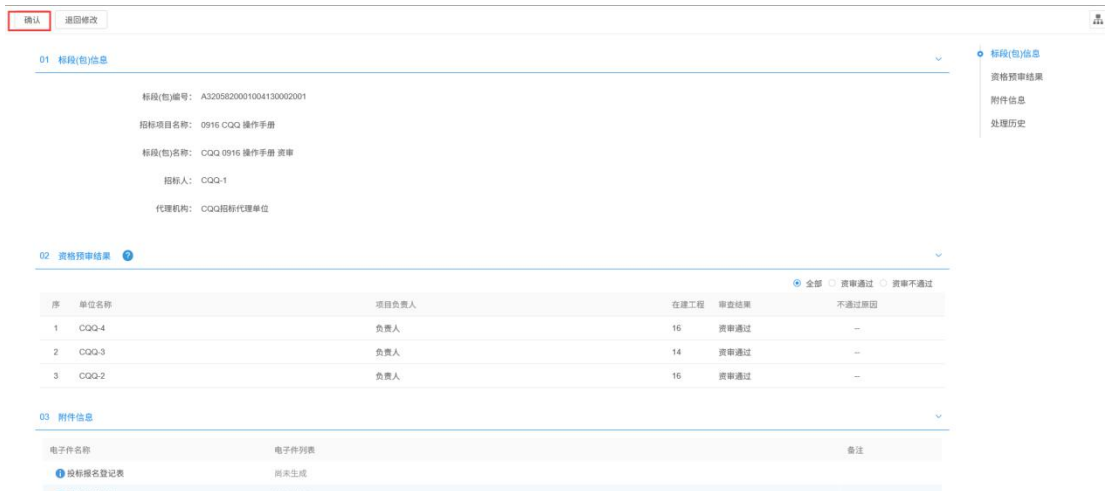 确认 退回修改
01 标段(包)信息
标段(包)编号： A3205820001004130002001
招标项目名称： 0916 CQQ 操作手册
标段(包)名称： CQQ 0916 操作手册 资审
招标人： CQQ-1
代理机构： CQQ招标代理单位
02 资格预审结果 ?
全部 资审通过 资审不通过
序 单位名称 项目负责人 在建工程 审查结果 不通过原因
1 CQQ-4 负责人 16 资审通过 --
2 CQQ-3 负责人 14 资审通过 --
3 CQQ-2 负责人 16 资审通过 --
03 附件信息
电子件名称 电子件列表 备注
投标报名登记表 尚未生成
标段(包)信息
资格预审结果
附件信息
处理历史